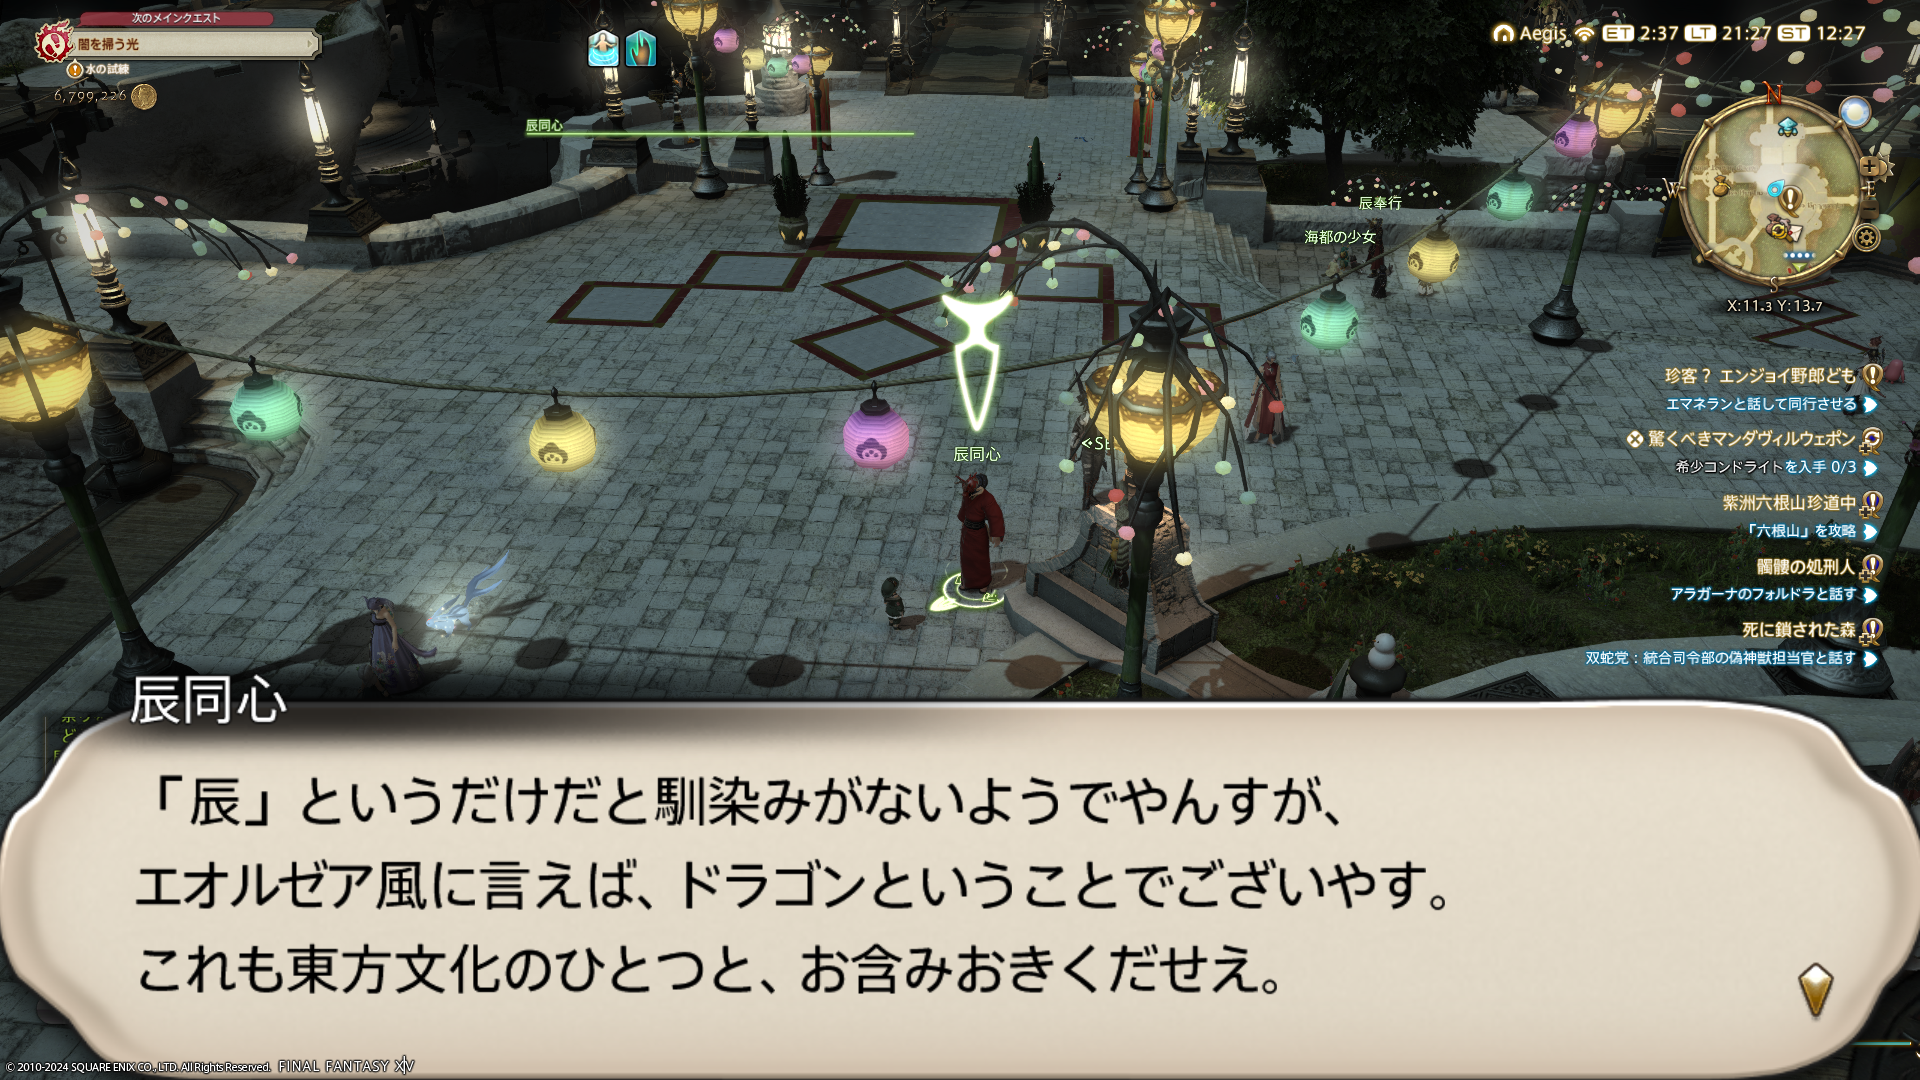 次のメインクエスト
闇を掃う光
水の試練
6,799,226
Aegis ET 2:37 LT 21:27 ST 12:27
辰同心
N
W
E
S
X:11.3 Y:13.7
辰奉行
海都の少女
珍客？ エンジョイ野郎ども
エマネランと話して同行させる
驚くべきマンダヴィルウェポン
希少コンドライトを入手 0/3
紫洲六根山珍道中
「六根山」を攻略
髑髏の処刑人
アラガーナのフォルドラと話す
死に鎖された森
双蛇党：統合司令部の偽神獣担当官と話す
辰同心
辰同心
「辰」というだけだと馴染みがないようでやんすが、
エオルゼア風に言えば、ドラゴンということでございやす。
これも東方文化のひとつと、お含みおきくだせえ。
© 2010-2024 SQUARE ENIX CO., LTD. All Rights Reserved. FINAL FANTASY XIV